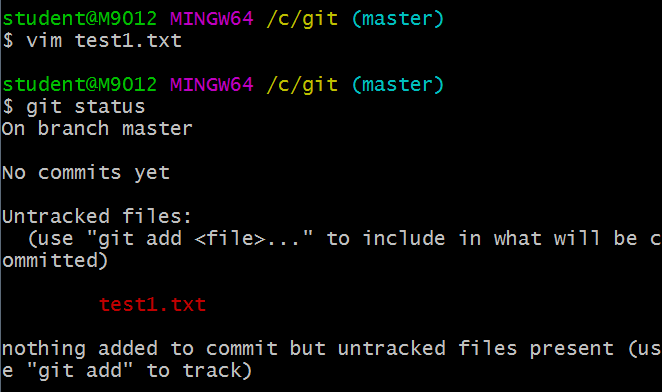 student@M9012 MINGW64 /c/git (master)
$ vim test1.txt
student@M9012 MINGW64 /c/git (master)
$ git status
On branch master
No commits yet
Untracked files:
  (use "git add <file>..." to include in what will be c
ommitted)
        test1.txt
nothing added to commit but untracked files present (us
e "git add" to track)